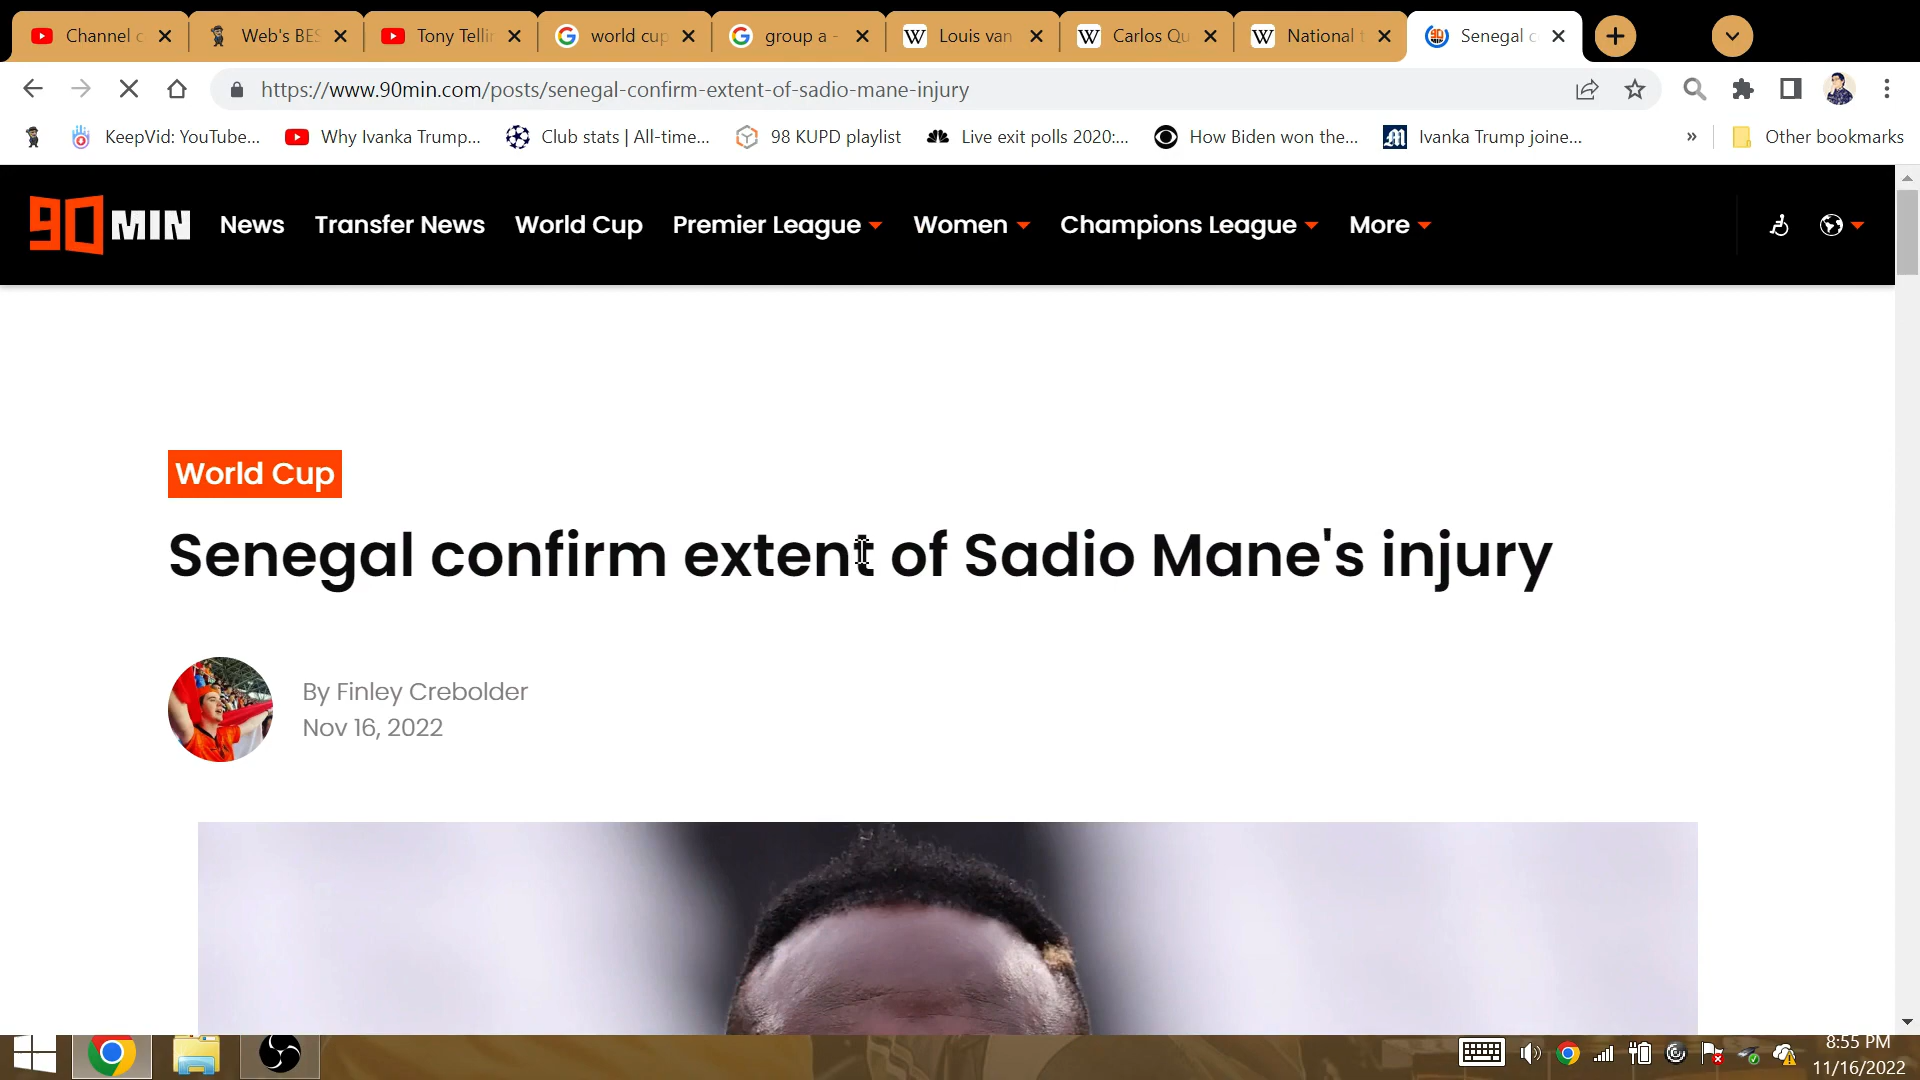 Channel c
Web's BES
Tony Tellin
world cup
group a -
Louis van
Carlos Qu
National t
Senegal c
https://www.90min.com/posts/senegal-confirm-extent-of-sadio-mane-injury
KeepVid: YouTube...
Why Ivanka Trump...
Club stats | All-time...
98 KUPD playlist
Live exit polls 2020:...
How Biden won the...
Ivanka Trump joine...
»
Other bookmarks
90MIN
News
Transfer News
World Cup
Premier League
Women
Champions League
More
World Cup
Senegal confirm extent of Sadio Mane's injury
By Finley Crebolder
Nov 16, 2022
8:55 PM
11/16/2022